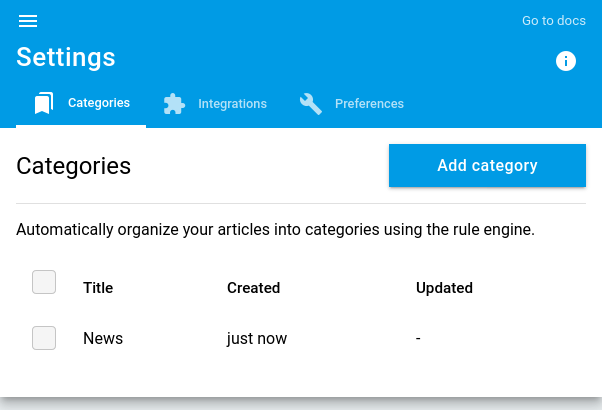 Go to docs
Settings
Categories Integrations Preferences
Categories Add category
Automatically organize your articles into categories using the rule engine.
Title Created Updated
News just now -